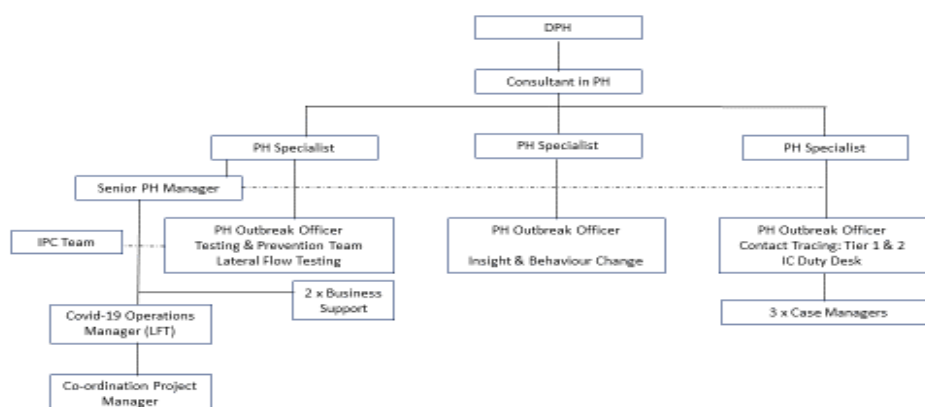 DPH
Consultant in PH
PH Specialist
PH Specialist
PH Specialist
Senior PH Manager
IPC Team
PH Outbreak Officer
Testing & Prevention Team
Lateral Flow Testing
PH Outbreak Officer
Insight & Behaviour Change
PH Outbreak Officer
Contact Tracing: Tier 1 & 2
IC Duty Desk
2 x Business
Support
Covid-19 Operations
Manager (LFT)
3 x Case Managers
Co-ordination Project
Manager